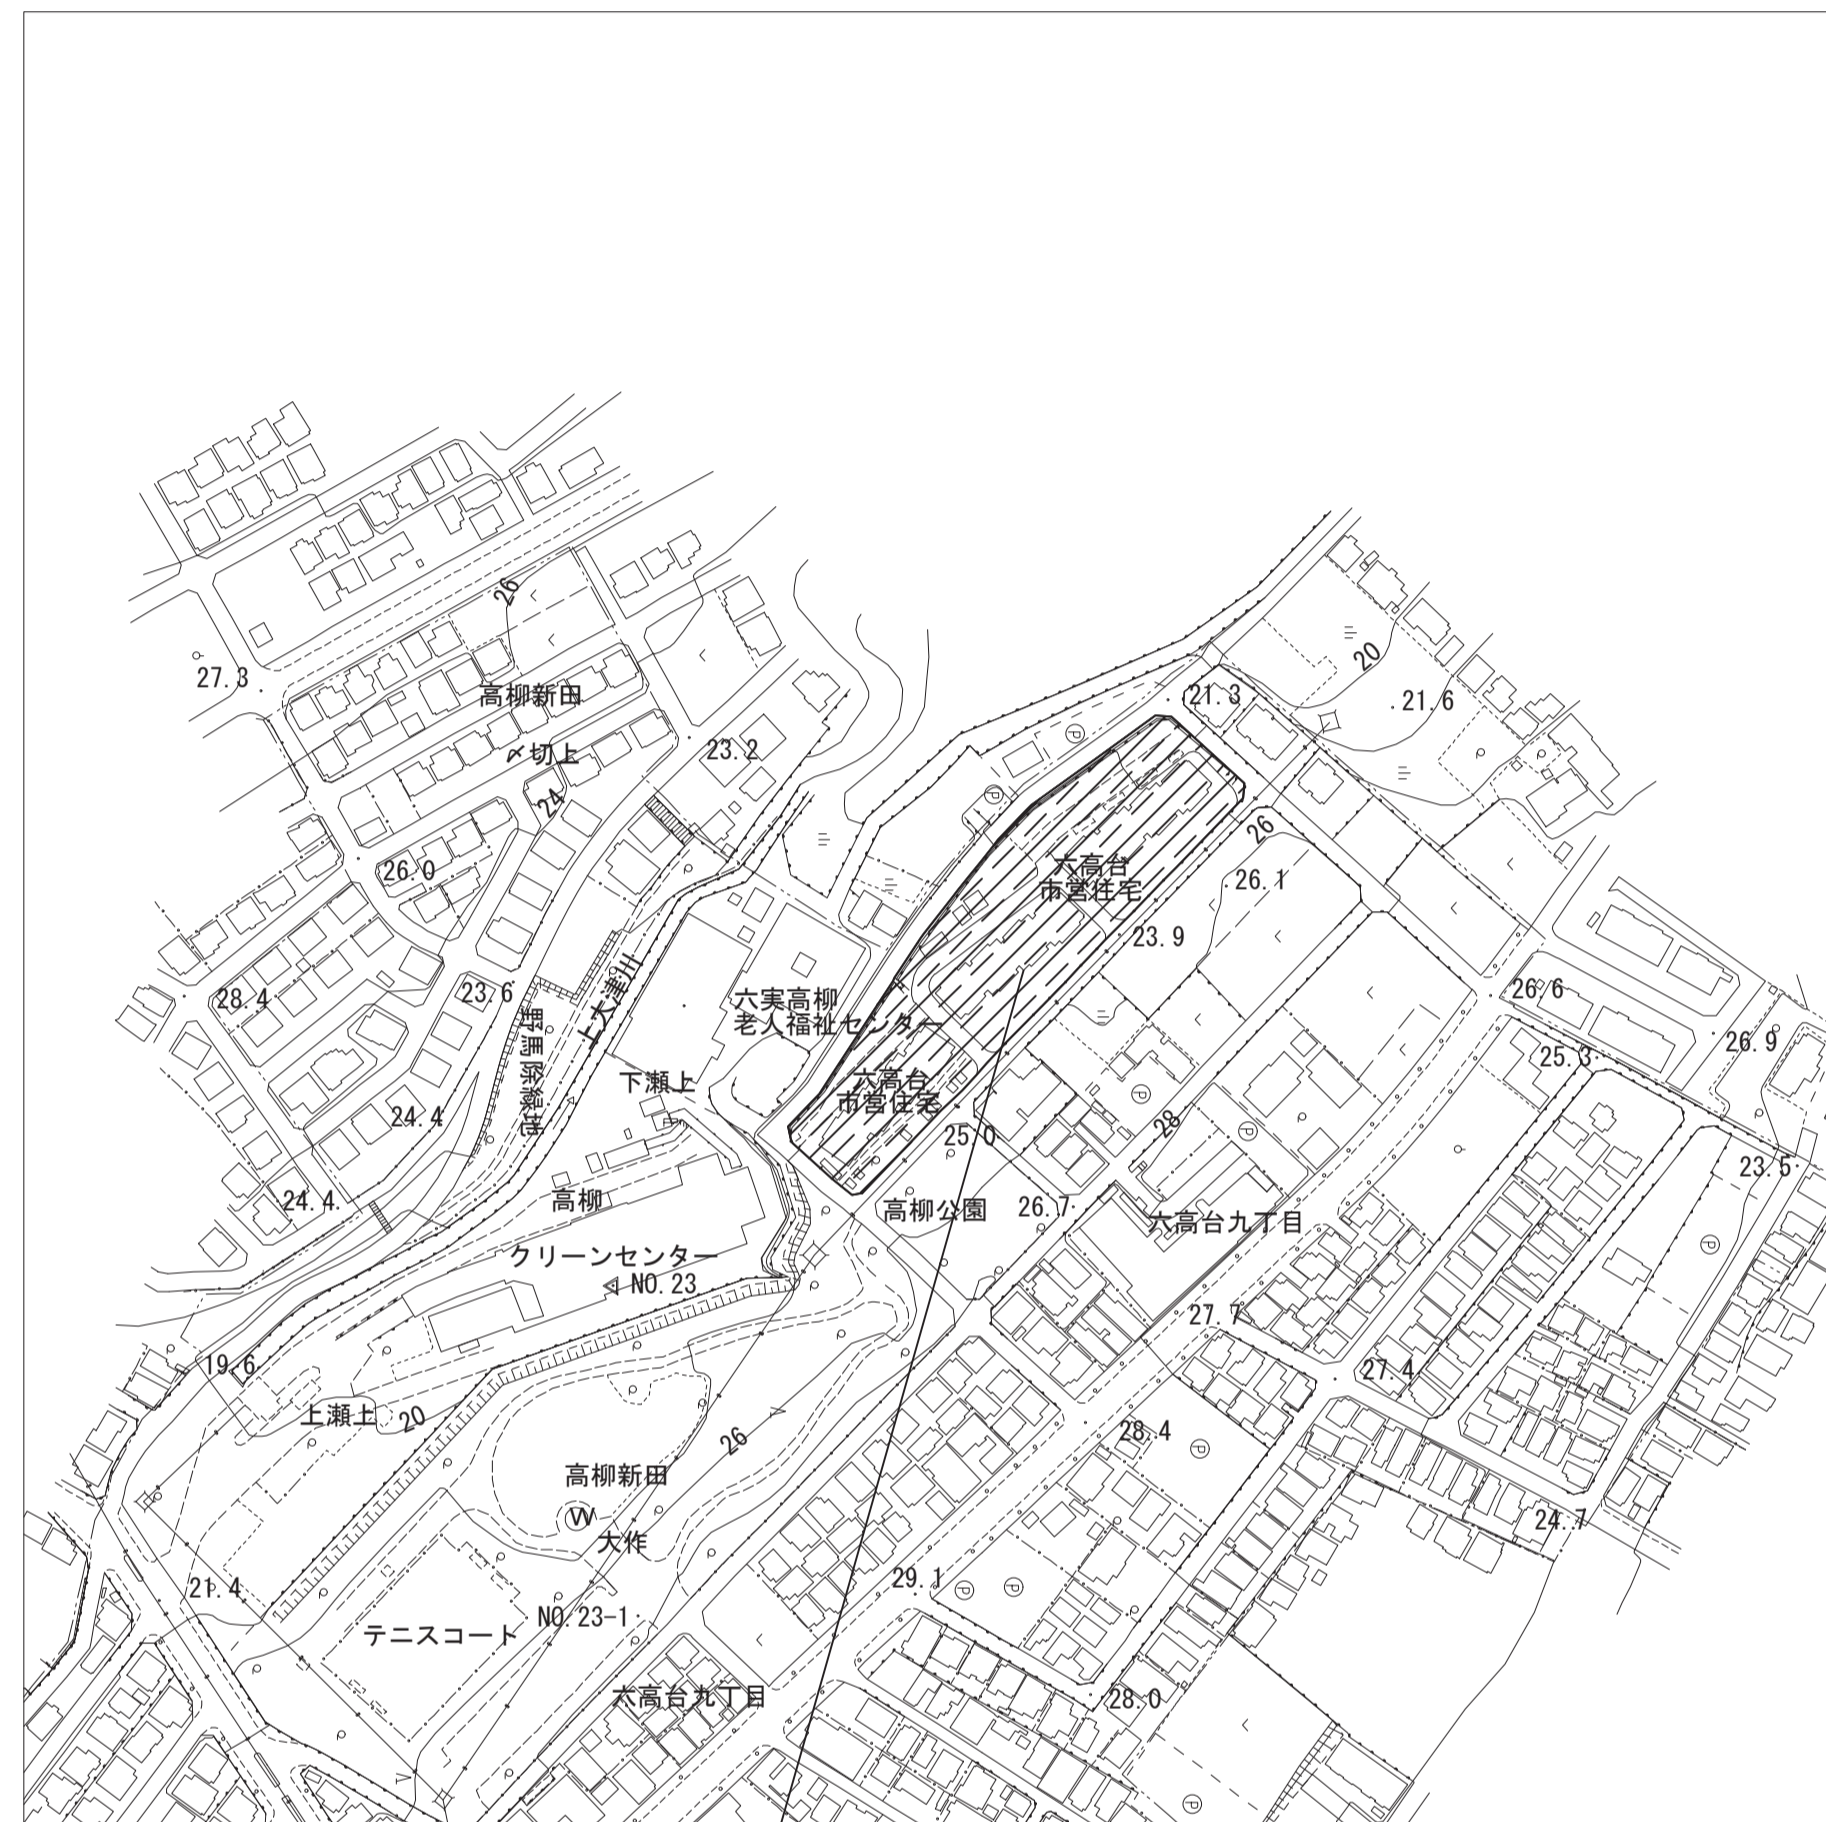 26
27.3
高柳新田
〆切上
24
23.2
21.3
21.6
20
P
P
26.0
六高台
市営住宅
26
26.1
23.9
28.4
23.6
上大津川
六実高柳
老人福祉センター
26.6
26.9
25.3
野馬除緑地
下瀬上
六高台
市営住宅
24.4
25.0
28
P
P
23.5
24.4
高柳
高柳公園
26.7
六高台九丁目
クリーンセンター
NO.23
P
27.7
19.6
27.4
上瀬上
20
26
28.4
P
高柳新田
W
大作
24.7
21.4
29.1
P
P
NO.23-1
テニスコート
六高台九丁目
28.0
P